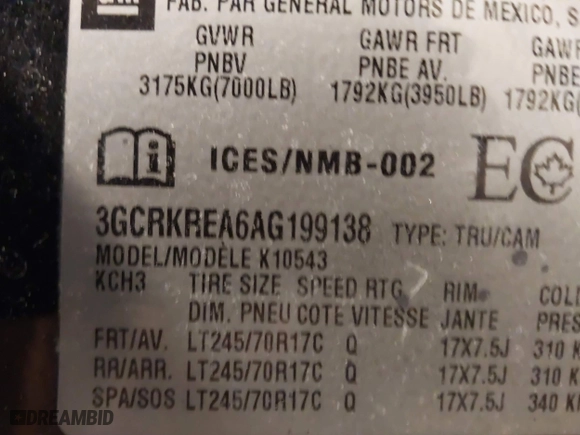 FAB. PAR GENERAL MOTORS DE MEXICO, S
GVWR GAWR FRT GAW
PNBV PNBE AV. PNBE
3175KG(7000LB) 1792KG(3950LB) 1792KG
ICES/NMB-002 EC
3GCRKREA6AG199138 TYPE: TRU/CAM
MODEL/MODÈLE K10543
KCH3 TIRE SIZE SPEED RTG RIM COL
DIM. PNEU COTE VITESSE JANTE PRES
FRT/AV. LT245/70R17C Q 17X7.5J 310 K
RR/ARR. LT245/70R17C Q 17X7.5J 310 K
SPA/SOS LT245/70R17C Q 17X7.5J 340 K
DREAMBID